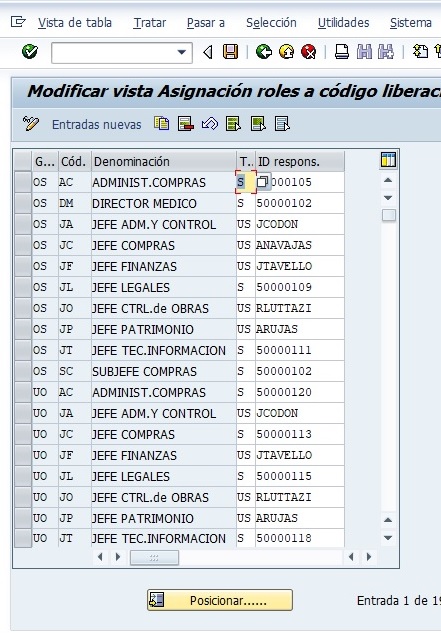 Vista de tabla Tratar Pasar a Selección Utilidades Sistema
Modificar vista Asignación roles a código liberac
Entradas nuevas
G... Cód. Denominación T.. ID respons.
OS AC ADMINIST.COMPRAS S 000105
OS DM DIRECTOR MEDICO S 50000102
OS JA JEFE ADM.Y CONTROL US JCODON
OS JC JEFE COMPRAS US ANAVAJAS
OS JF JEFE FINANZAS US JTAVELLO
OS JL JEFE LEGALES S 50000109
OS JO JEFE CTRL.de OBRAS US RLUTTAZI
OS JP JEFE PATRIMONIO US ARUJAS
OS JT JEFE TEC.INFORMACION S 50000111
OS SC SUBJEFE COMPRAS S 50000102
UO AC ADMINIST.COMPRAS S 50000120
UO JA JEFE ADM.Y CONTROL US JCODON
UO JC JEFE COMPRAS S 50000113
UO JF JEFE FINANZAS US JTAVELLO
UO JL JEFE LEGALES S 50000115
UO JO JEFE CTRL.de OBRAS US RLUTTAZI
UO JP JEFE PATRIMONIO US ARUJAS
UO JT JEFE TEC.INFORMACION S 50000118
Posicionar...... Entrada 1 de 19